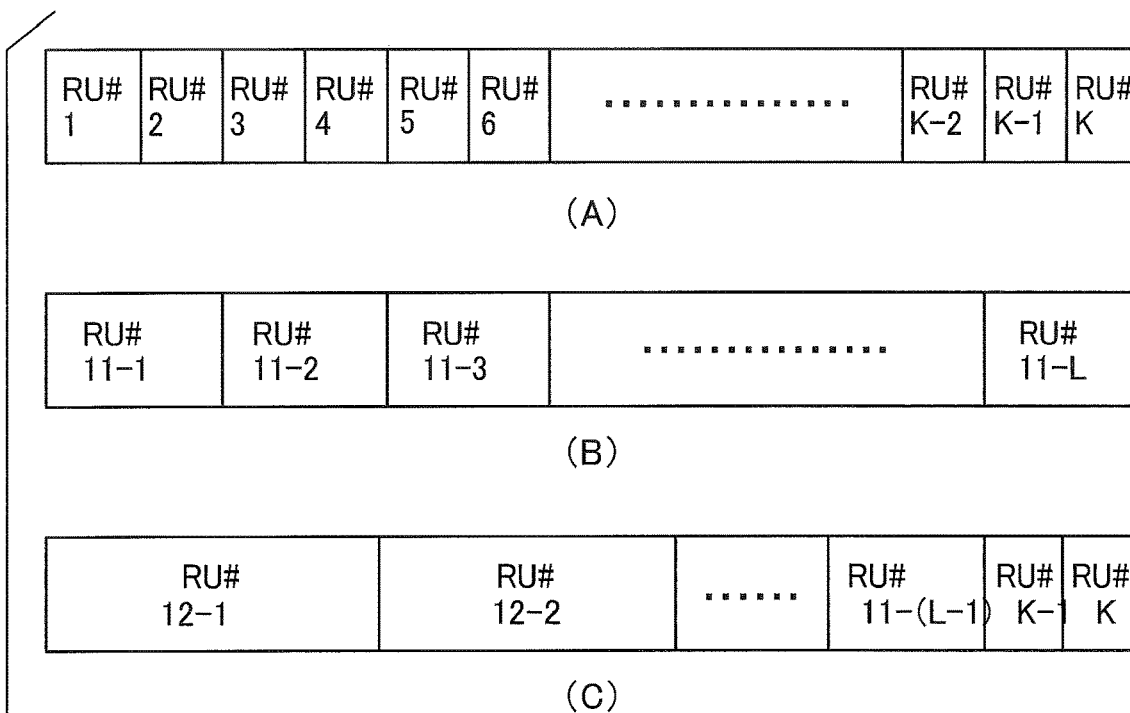 RU# RU# RU# RU# RU# RU# ............... RU# RU# RU#
1 2 3 4 5 6 K-2 K-1 K
(A)
RU# RU# RU# ............... RU#
11-1 11-2 11-3 11-L
(B)
RU# RU# ...... RU# RU# RU#
12-1 12-2 11-(L-1) K-1 K
(C)